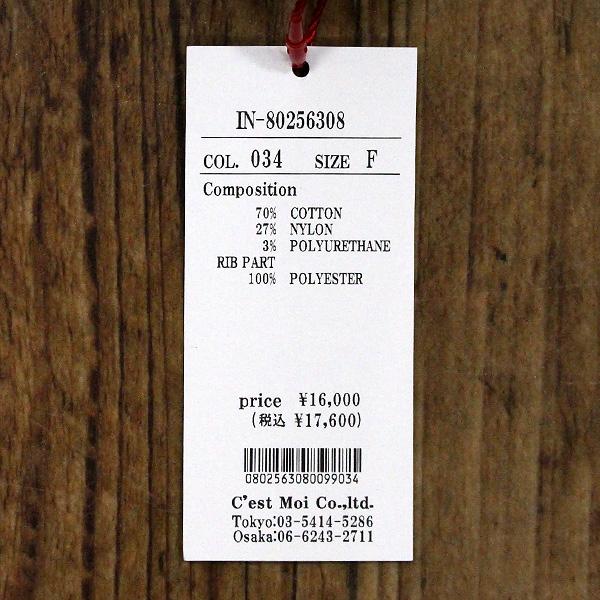 IN-80256308
COL. 034 SIZE F
Composition
70% COTTON
27% NYLON
3% POLYURETHANE
RIB PART
100% POLYESTER
price ¥16,000
(税込 ¥17,600)
0802563080099034
C'est Moi Co.,ltd.
Tokyo:03-5414-5286
Osaka:06-6243-2711